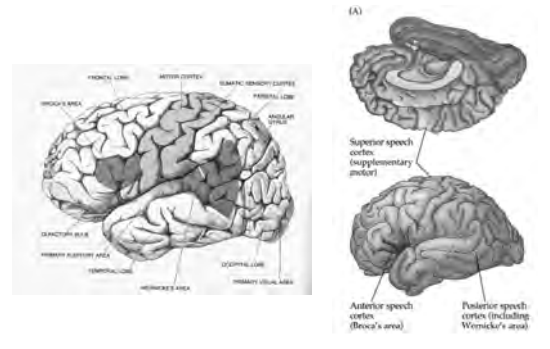 FRONTAL LOBE
MOTOR CORTEX
SOMATIC SENSORY CORTEX
PARIETAL LOBE
BROCA'S AREA
ANGULAR
GYRUS
OLFACTORY BULB
PRIMARY AUDITORY AREA
TEMPORAL LOBE
WERNICKE'S AREA
OCCIPITAL LOBE
PRIMARY VISUAL AREA
(A)
Superior speech
cortex
(supplementary
motor)
Anterior speech
cortex
(Broca's area)
Posterior speech
cortex (including
Wernicke's area)